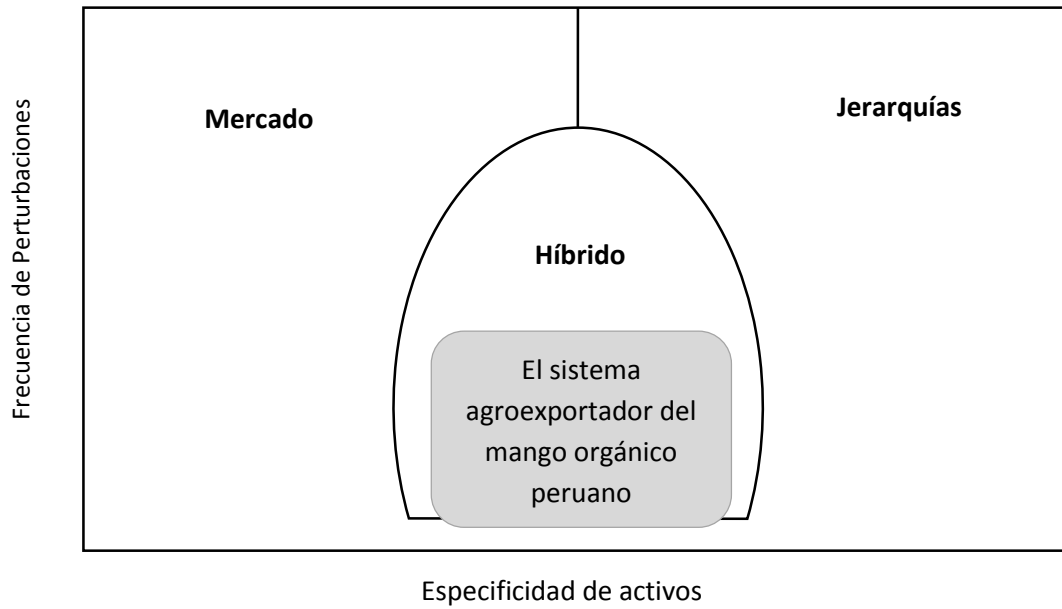 Frecuencia de Perturbaciones
Mercado
Jerarquías
Híbrido
El sistema
agroexportador del
mango orgánico
peruano
Especificidad de activos